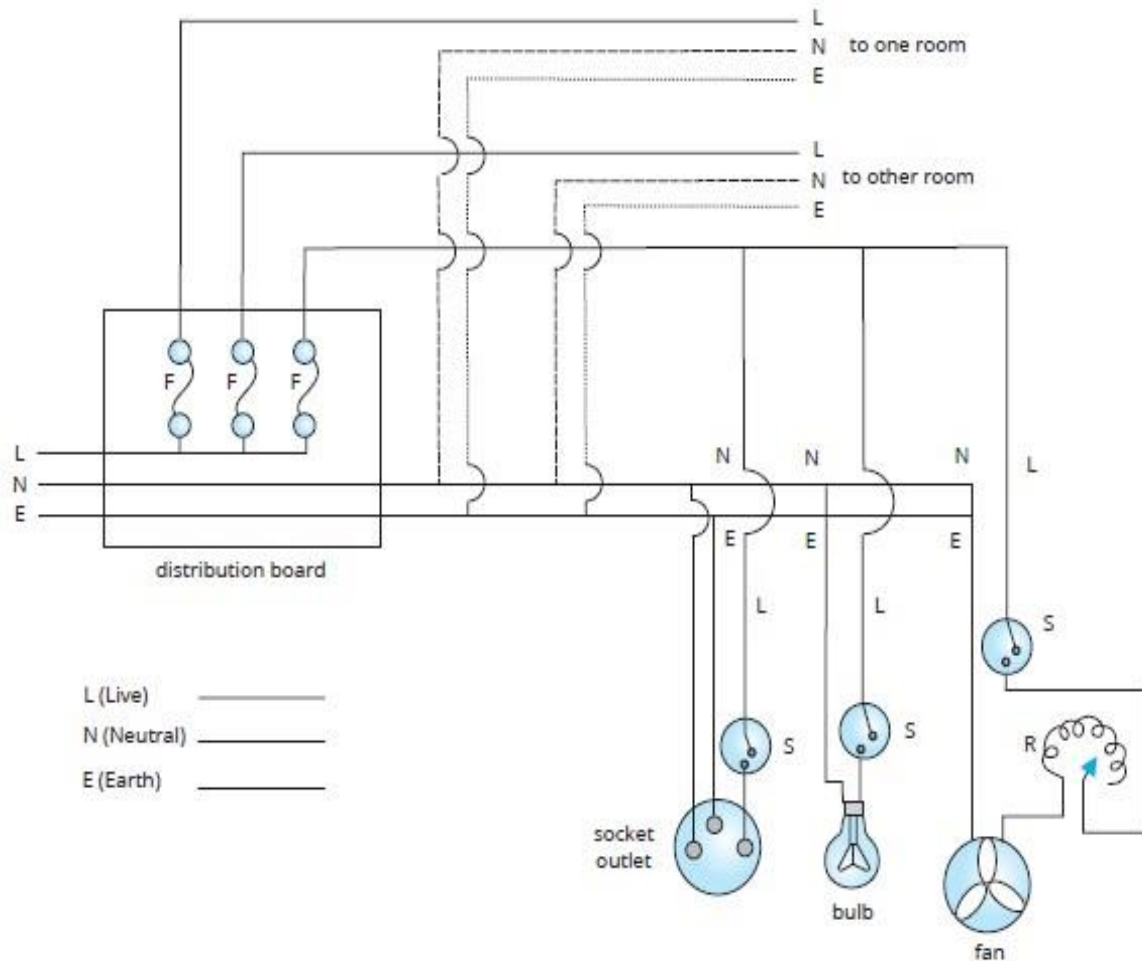 L
N to one room
E
L
N to other room
E
F F F
L
N
E
N N N L
E E E
distribution board
L L
S
L (Live)
N (Neutral)
E (Earth)
S S
R
socket
outlet
bulb
fan